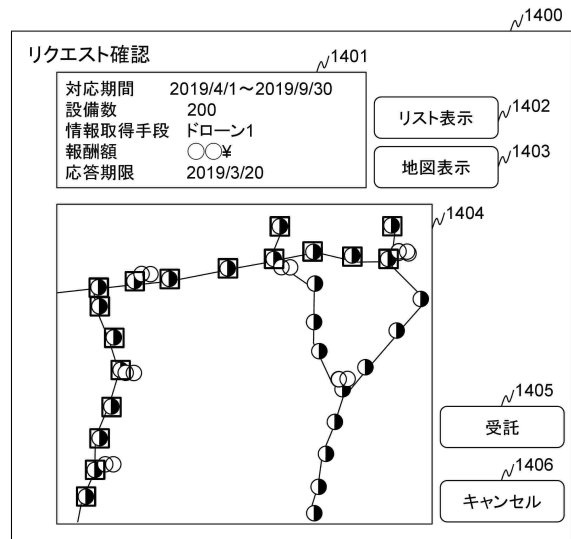 1400
リクエスト確認
1401
対応期間 2019/4/1～2019/9/30
設備数 200
情報取得手段 ドローン1
報酬額 ○○¥
応答期限 2019/3/20
リスト表示
1402
地図表示
1403
1404
○○
○○
○○
○○
○○
○○
受託
1405
キャンセル
1406